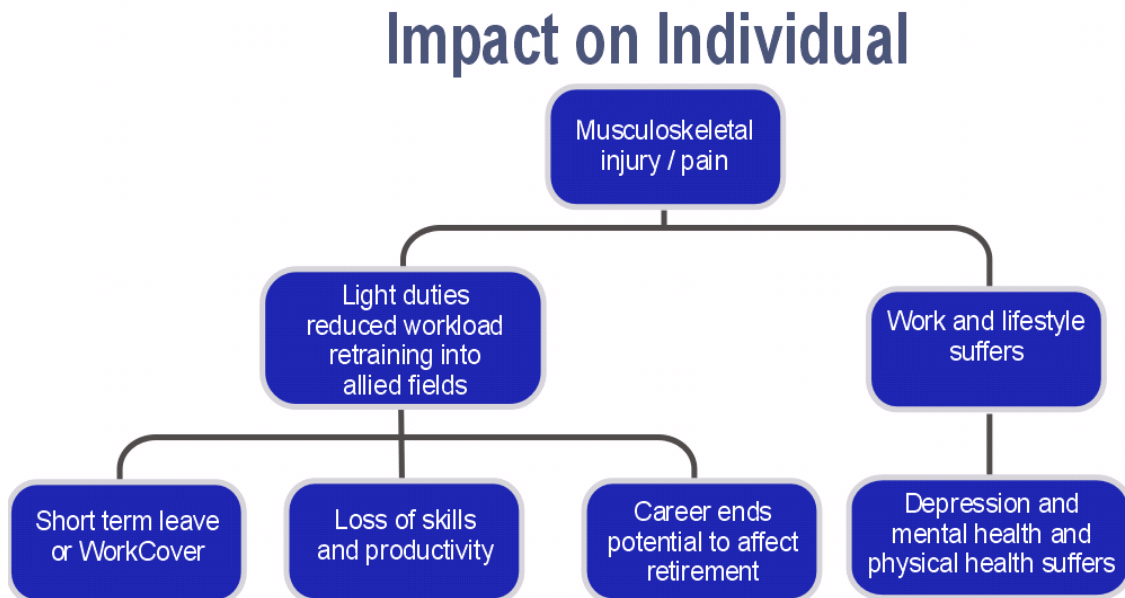 Impact on Individual
Musculoskeletal
injury / pain
Light duties
reduced workload
retraining into
allied fields
Work and lifestyle
suffers
Short term leave
or WorkCover
Loss of skills
and productivity
Career ends
potential to affect
retirement
Depression and
mental health and
physical health suffers